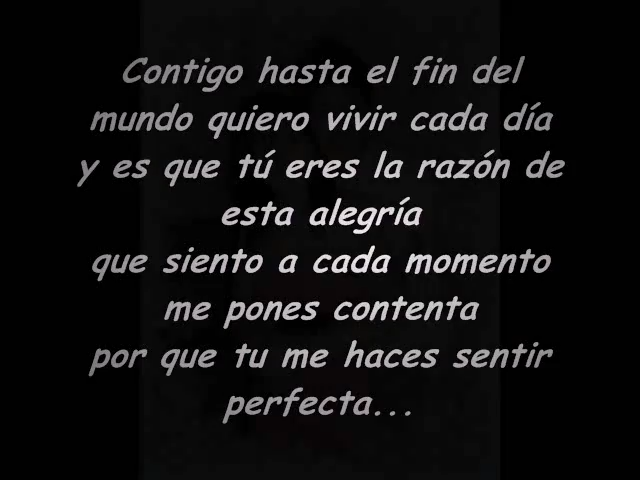 Contigo hasta el fin del
mundo quiero vivir cada día
y es que tú eres la razón de
esta alegría
que siento a cada momento
me pones contenta
por que tu me haces sentir
perfecta...